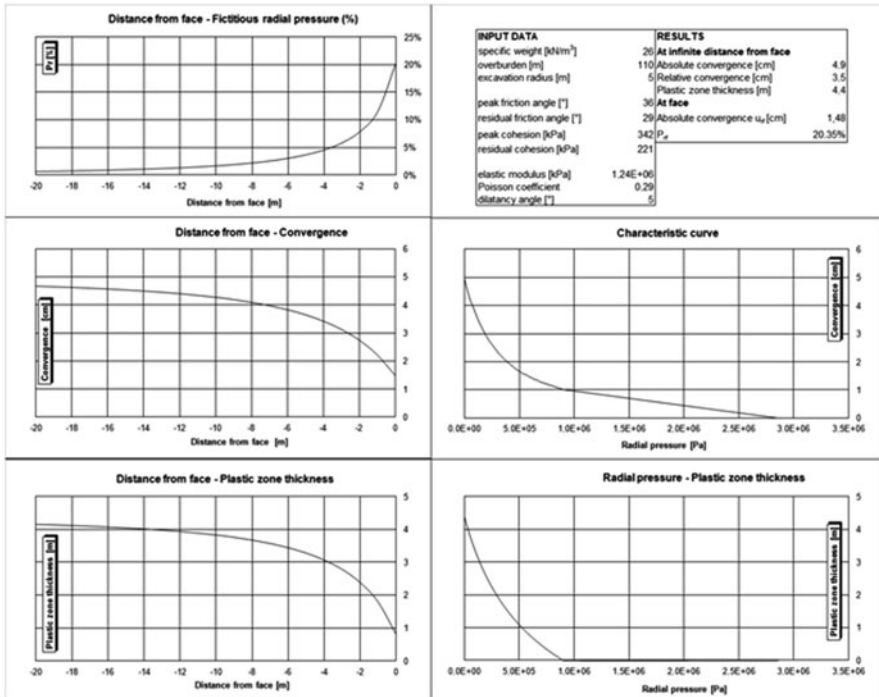 Distance from face - Fictitious radial pressure (%)
Pr [%]
25%
20%
15%
10%
5%
0%
-20 -18 -16 -14 -12 -10 -8 -6 -4 -2 0
Distance from face [m]
INPUT DATA RESULTS
specific weight [kN/m³] 26 At infinite distance from face
overburden [m] 110 Absolute convergence [cm] 4.9
excavation radius [m] 5 Relative convergence [cm] 3.5
Plastic zone thickness [m] 4,4
peak friction angle [°] 36 At face
residual friction angle [°] 29 Absolute convergence u_if [cm] 1,48
peak cohesion [kPa] 342 P_if 20.35%
residual cohesion [kPa] 221
elastic modulus [kPa] 1.24E+06
Poisson coefficient 0.29
dilatancy angle [°] 5
Distance from face - Convergence
Convergence [cm]
6
5
4
3
2
1
0
-20 -18 -16 -14 -12 -10 -8 -6 -4 -2 0
Distance from face [m]
Characteristic curve
Convergence [cm]
6
5
4
3
2
1
0
0.0E+00 5.0E+05 1.0E+06 1.5E+06 2.0E+06 2.5E+06 3.0E+06 3.5E+06
Radial pressure [Pa]
Distance from face - Plastic zone thickness
Plastic zone thickness [m]
5
4
3
2
1
0
-20 -18 -16 -14 -12 -10 -8 -6 -4 -2 0
Distance from face [m]
Radial pressure - Plastic zone thickness
Plastic zone thickness [m]
5
4
3
2
1
0
0.0E+00 5.0E+05 1.0E+06 1.5E+06 2.0E+06 2.5E+06 3.0E+06 3.5E+06
Radial pressure [Pa]